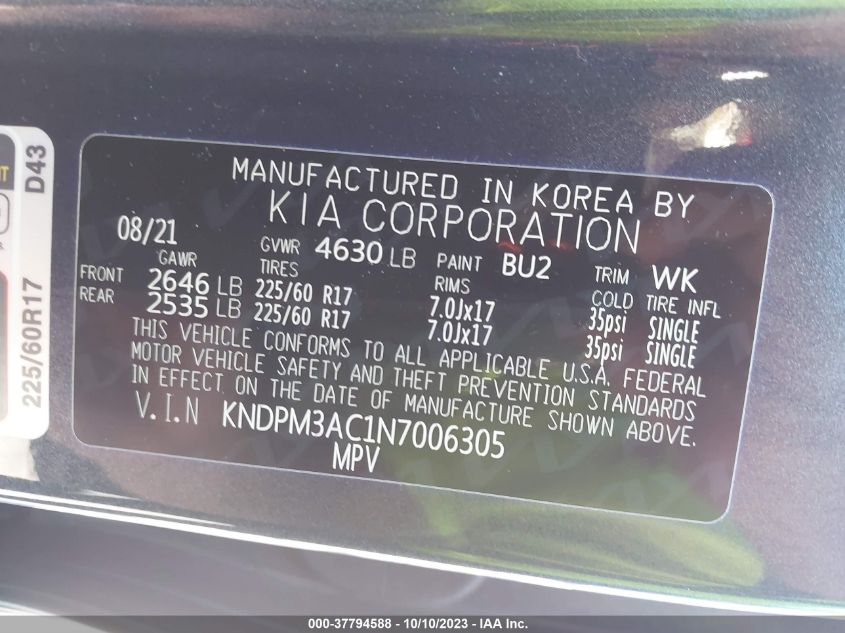 MANUFACTURED IN KOREA BY
KIA CORPORATION
08/21 GVWR 4630 LB PAINT BU2 TRIM WK
GAWR TIRES RIMS COLD TIRE INFL
FRONT 2646 LB 225/60 R17 7.0Jx17 35psi SINGLE
REAR 2535 LB 225/60 R17 7.0Jx17 35psi SINGLE
THIS VEHICLE CONFORMS TO ALL APPLICABLE U.S.A. FEDERAL
MOTOR VEHICLE SAFETY AND THEFT PREVENTION STANDARDS
IN EFFECT ON THE DATE OF MANUFACTURE SHOWN ABOVE.
V.I.N KNDPM3AC1N7006305
MPV
D43
225/60R17
000-37794588 - 10/10/2023 - IAA Inc.